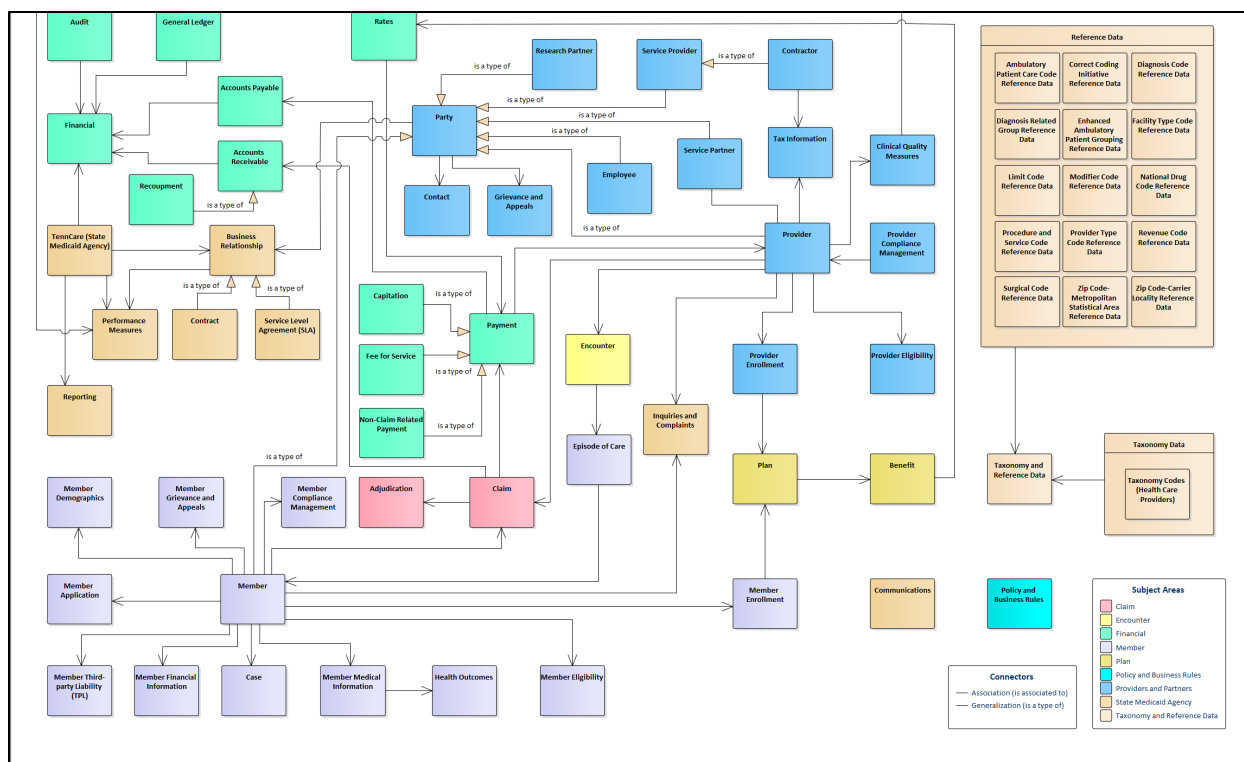 Audit
General Ledger
Rates
Reference Data
Research Partner
Service Provider
Contractor
is a type of
is a type of
Ambulatory
Patient Care Code
Reference Data
Correct Coding
Initiative Reference
Data
Diagnosis Code
Reference Data
Accounts Payable
is a type of
Financial
Party
is a type of
Tax Information
Clinical Quality
Measures
Diagnosis Related
Group Reference
Data
Enhanced Ambulatory
Patient Grouping
Reference Data
Facility Type Code
Reference Data
Accounts
Receivable
Service Partner
Recoupment
is a type of
Employee
Contact
Grievance and
Appeals
Limit Code
Reference Data
Modifier Code
Reference Data
National Drug
Code Reference
Data
TennCare (State
Medicaid Agency)
Business
Relationship
is a type of
Provider
Provider
Compliance
Management
Procedure and
Service Code
Reference Data
Provider Type
Code Reference
Data
Revenue Code
Reference Data
is a type of
Capitation
is a type of
Surgical Code
Reference Data
Zip Code-
Metropolitan
Statistical Area
Reference Data
Zip Code-Carrier
Locality Reference
Data
Performance
Measures
Contract
Service Level
Agreement (SLA)
Payment
Encounter
Fee for Service
is a type of
Provider
Enrollment
Provider Eligibility
Reporting
Non-Claim Related
Payment
is a type of
Inquiries and
Complaints
Episode of Care
is a type of
Plan
Benefit
Taxonomy and
Reference Data
Taxonomy Data
Taxonomy Codes
(Health Care
Providers)
Member
Demographics
Member
Grievance and
Appeals
Member
Compliance
Management
Adjudication
Claim
Member
Application
Member
Member
Enrollment
Communications
Policy and
Business Rules
Subject Areas
Claim
Encounter
Financial
Member
Plan
Policy and Business Rules
Providers and Partners
State Medicaid Agency
Taxonomy and Reference Data
Member Third-
party Liability
(TPL)
Member Financial
Information
Case
Member Medical
Information
Health Outcomes
Member Eligibility
Connectors
Association (is associated to)
Generalization (is a type of)